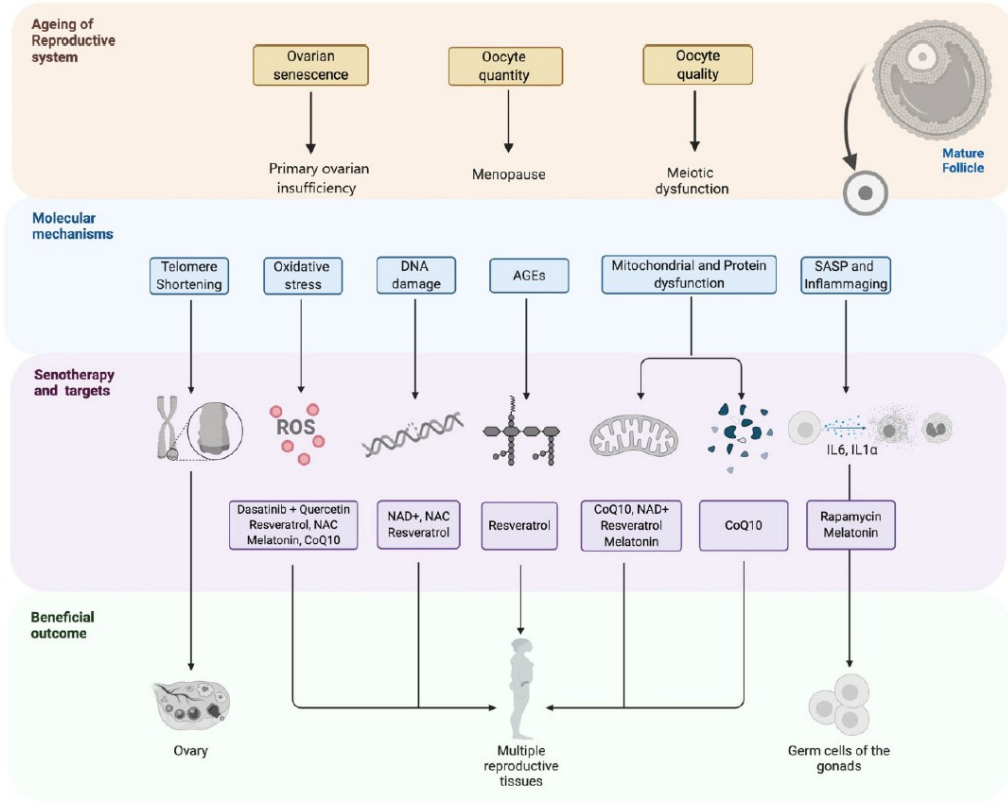 Ageing of
Reproductive
system
Ovarian
senescence
Oocyte
quantity
Oocyte
quality
Primary ovarian
insufficiency
Menopause
Meiotic
dysfunction
Mature
Follicle
Molecular
mechanisms
Telomere
Shortening
Oxidative
stress
DNA
damage
AGEs
Mitochondrial and Protein
dysfunction
SASP and
Inflammaging
Senotherapy
and targets
ROS
IL6, IL1α
Dasatinib + Quercetin
Resveratrol, NAC
Melatonin, CoQ10
NAD+, NAC
Resveratrol
Resveratrol
CoQ10, NAD+
Resveratrol
Melatonin
CoQ10
Rapamycin
Melatonin
Beneficial
outcome
Ovary
Multiple
reproductive
tissues
Germ cells of the
gonads